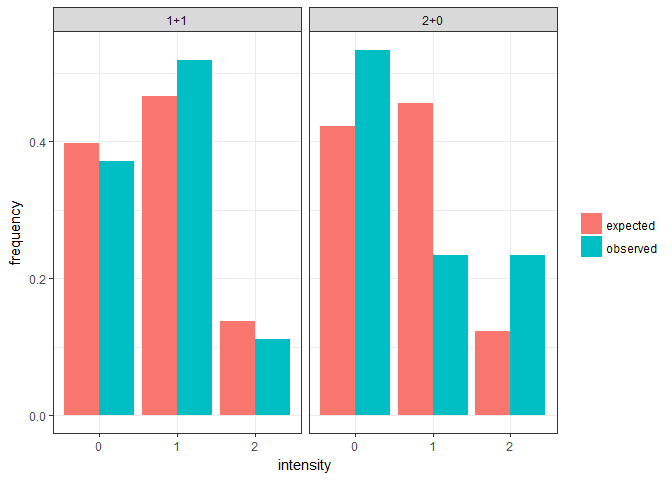 1+1
2+0
frequency
0.4
0.2
0.0
0
1
2
0
1
2
intensity
expected
observed